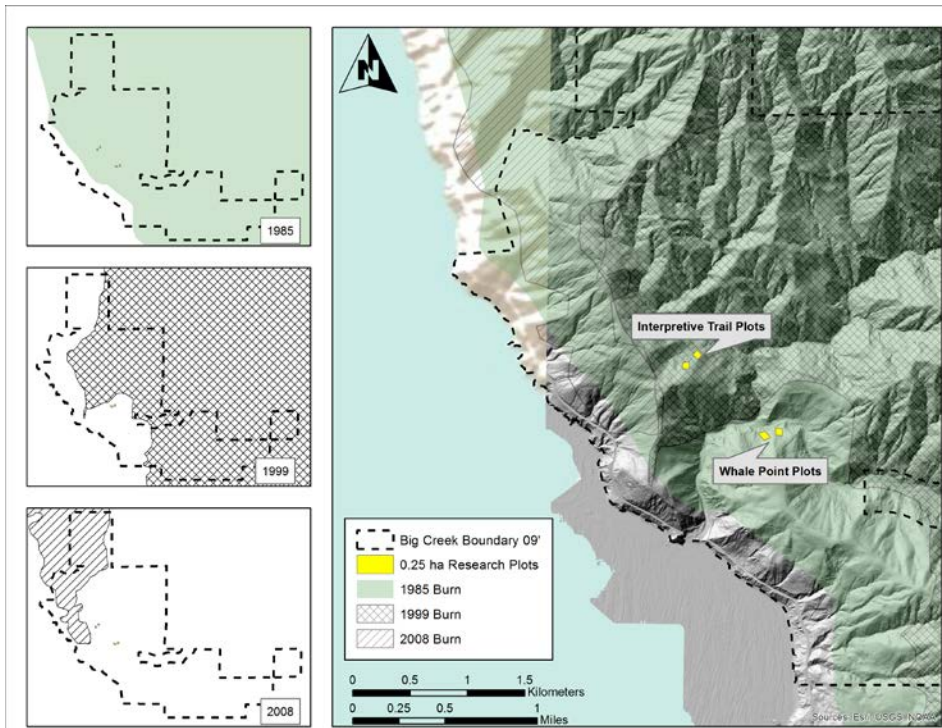 1985
1999
2008
N
Interpretive Trail Plots
Whale Point Plots
Big Creek Boundary 09'
0.25 ha Research Plots
1985 Burn
1999 Burn
2008 Burn
0 0.5 1 1.5
Kilometers
0 0.25 0.5 1
Miles
Sources: Esri, USGS, NOAA